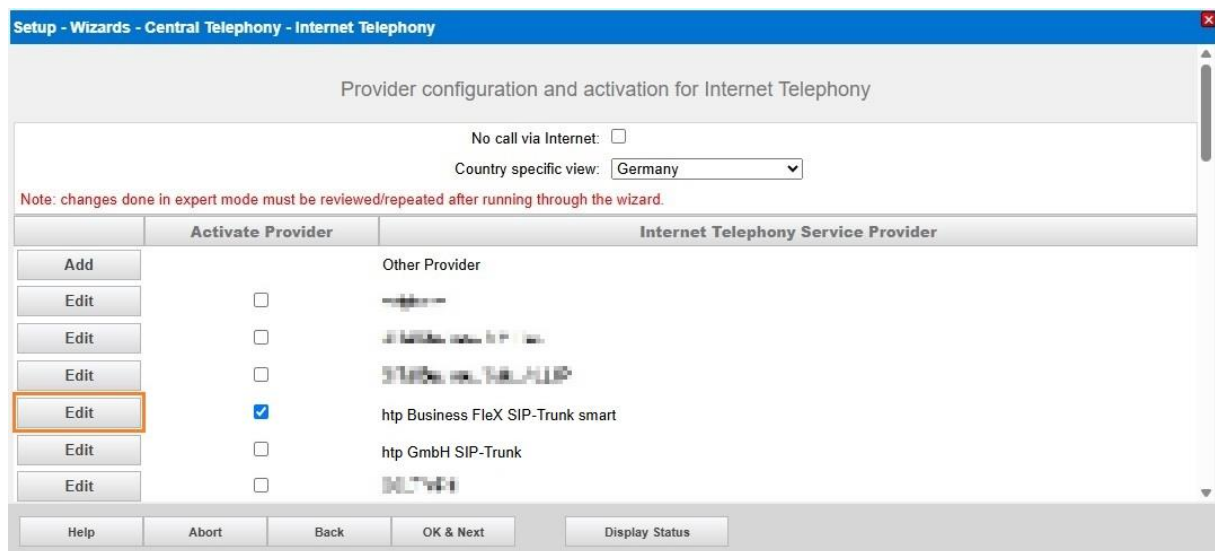 Setup - Wizards - Central Telephony - Internet Telephony
Provider configuration and activation for Internet Telephony
No call via Internet:
Country specific view: Germany
Note: changes done in expert mode must be reviewed/repeated after running through the wizard.
Activate Provider Internet Telephony Service Provider
Add Other Provider
Edit
Edit
Edit
Edit htp Business FleX SIP-Trunk smart
Edit htp GmbH SIP-Trunk
Edit
Help Abort Back OK & Next Display Status